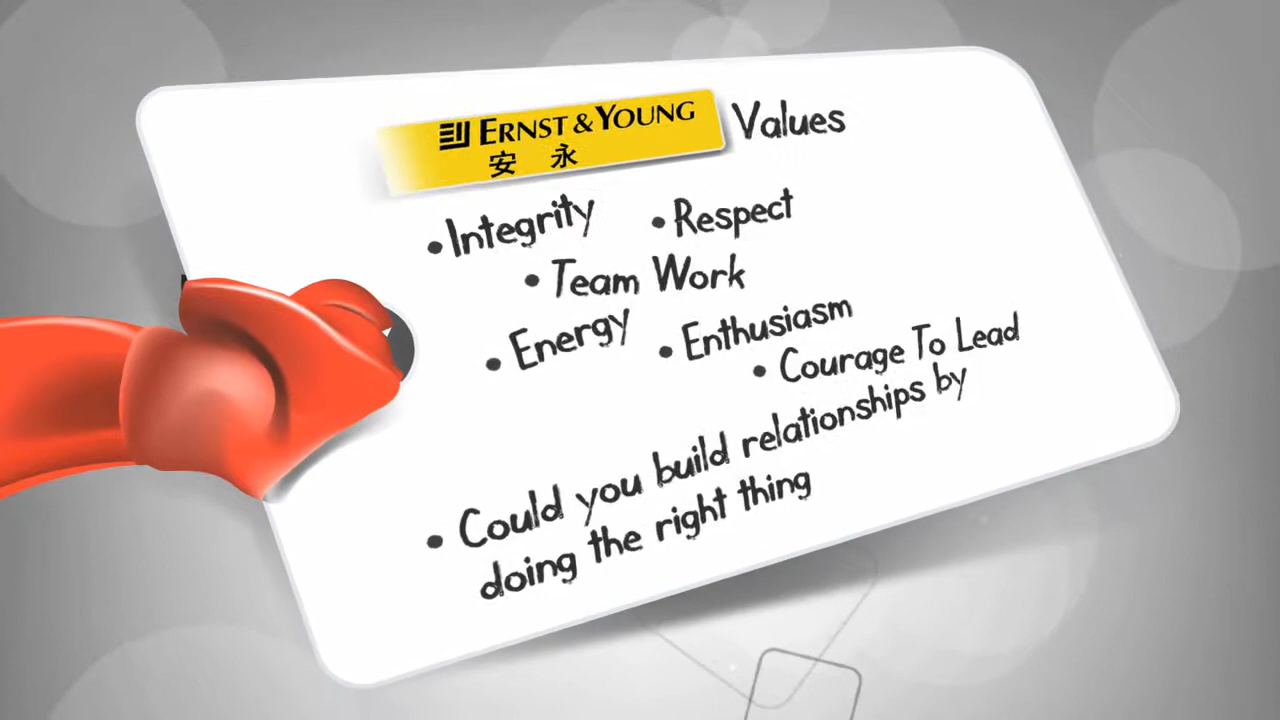 ERNST & YOUNG Values
安 永
• Integrity • Respect
• Team Work
• Energy • Enthusiasm
• Courage To Lead
• Could you build relationships by
doing the right thing